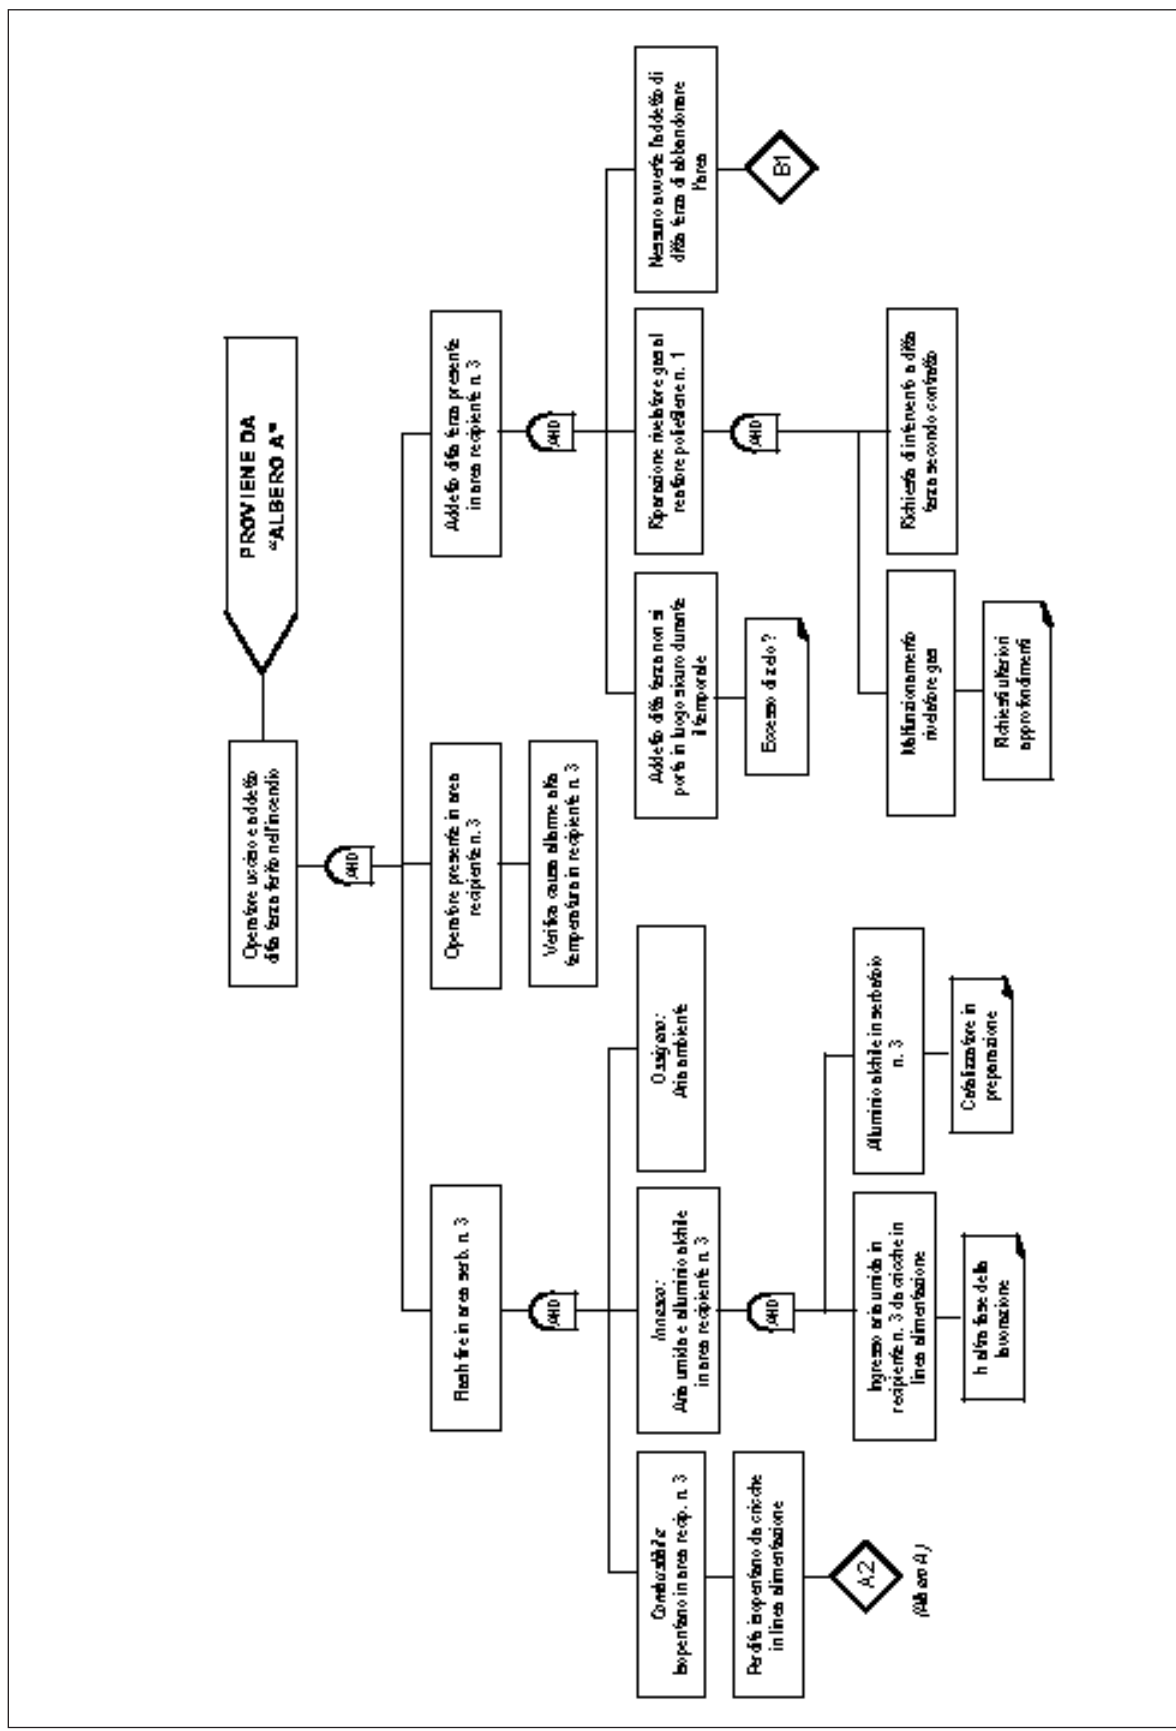 PROVIENE DA
“ALBERO A”
Operatore ucciso e addetto
ditta terza ferito nell'incendio
AND
Flash fire in area serb. n. 3
Operatore presente in area
recipiente n. 3
Addetto ditta terza presente
in area recipiente n. 3
AND
Verifica causa allarme alta
temperatura in recipiente n. 3
AND
Combustibile:
Isopentano in area recip. n. 3
Innesco:
Aria umida e alluminio alchile
in area recipiente n. 3
Ossigeno:
Aria ambiente
Addetto ditta terza non si
porta in luogo sicuro durante
il temporale
Riparazione rivelatore gas al
reattore polietilene n. 1
Nessuno avverte l'addetto di
ditta terza di abbandonare
l'area
Perdita isopentano da cricche
in linea alimentazione
AND
Eccesso di zelo ?
AND
B1
A2
(Albero A)
Ingresso aria umida in
recipiente n. 3 da cricche in
linea alimentazione
Alluminio alchile in serbatoio
n. 3
Malfunzionamento
rivelatore gas
Richiesta di intervento a ditta
terza secondo contratto
In altra fase della
lavorazione
Catalizzatore in
preparazione
Richiesti ulteriori
approfondimenti